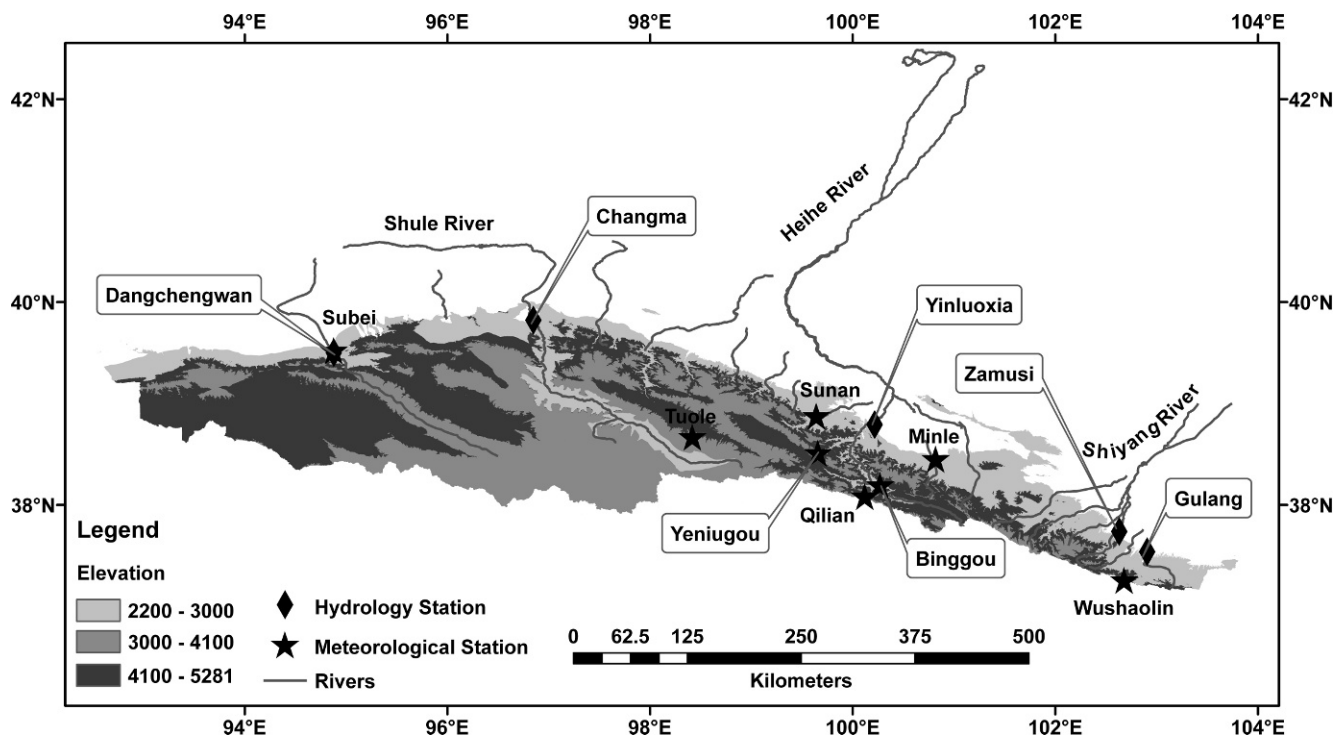 94°E 96°E 98°E 100°E 102°E 104°E
42°N 42°N
Heihe River
Changma
Shule River
Dangchengwan
Subei
40°N 40°N
Yinluoxia
Zamusi
Sunan
Tuole
Minle
ShiyangRiver
Gulang
38°N 38°N
Qilian
Yeniugou
Binggou
Wushaolin
Legend
Elevation
2200 - 3000
3000 - 4100
4100 - 5281
Hydrology Station
Meteorological Station
Rivers
0 62.5 125 250 375 500
Kilometers
94°E 96°E 98°E 100°E 102°E 104°E